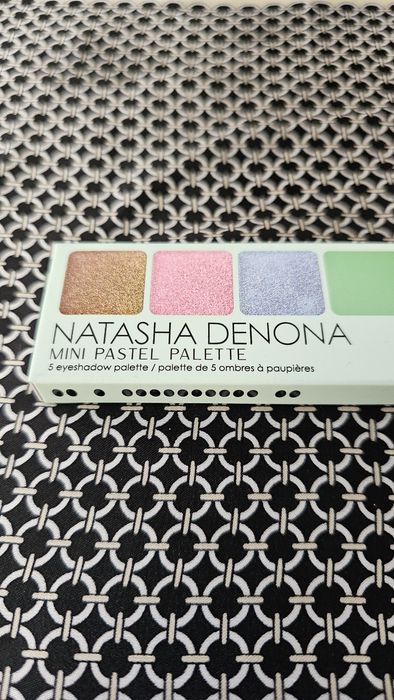 NATASHA DENONA
MINI PASTEL PALETTE
5 eyeshadow palette / palette de 5 ombres à paupières